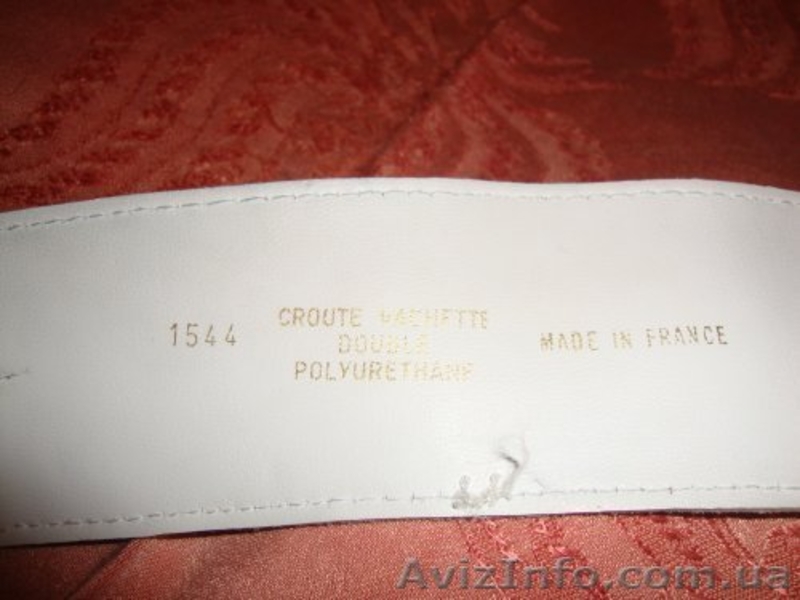 1544
CROUTE VACHETTE
DOUBLE
POLYURETHANE
MADE IN FRANCE
AvizInfo.com.ua